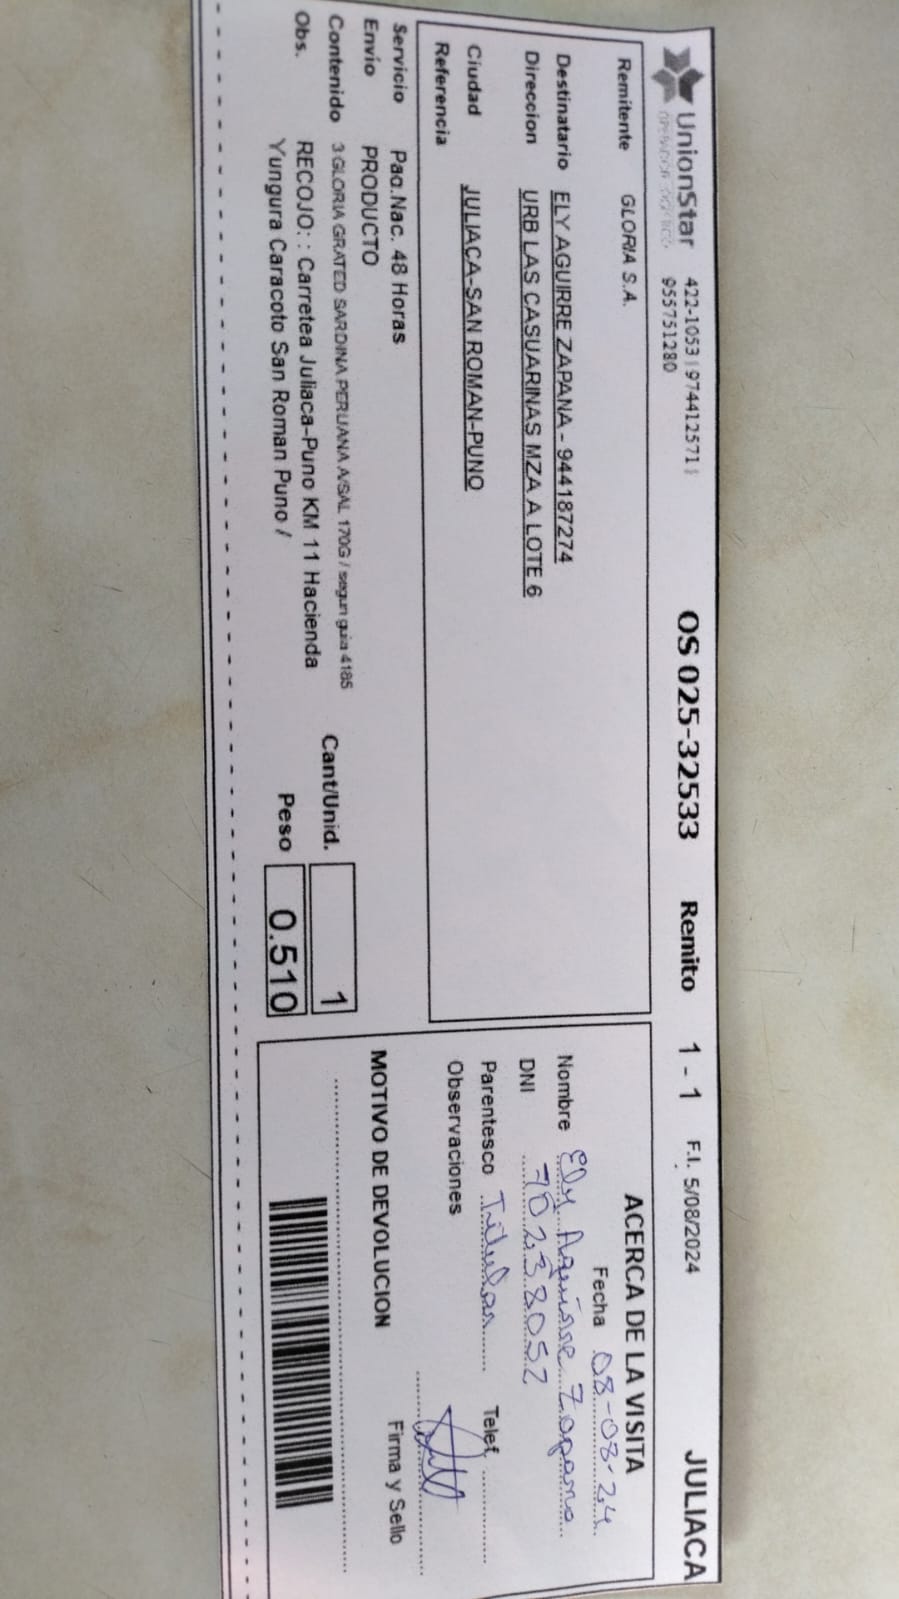 UnionStar 422-1053 | 974412571 |
OPERADOR LOGISTICO 955751280
OS 025-32533 Remito 1 - 1 F.I. 5/08/2024 JULIACA
Remitente GLORIA S.A.
Destinatario ELY AGUIRRE ZAPANA - 944187274
Direccion URB LAS CASUARINAS MZA A LOTE 6
Ciudad JULIACA-SAN ROMAN-PUNO
Referencia
Servicio Paq.Nac. 48 Horas
Envío PRODUCTO
Contenido 3 GLORIA GRATED SARDINA PERUANA A/SAL 170G / segun guia 4185
Obs. RECOJO: : Carretea Juliaca-Puno KM 11 Hacienda
Yungura Caracoto San Roman Puno /
Cant/Unid. 1
Peso 0.510
ACERCA DE LA VISITA
Fecha 08-08-24
Nombre Ely Aguirre Zapana
DNI 70238052
Parentesco Titular Telef.
Observaciones
MOTIVO DE DEVOLUCION
Firma y Sello